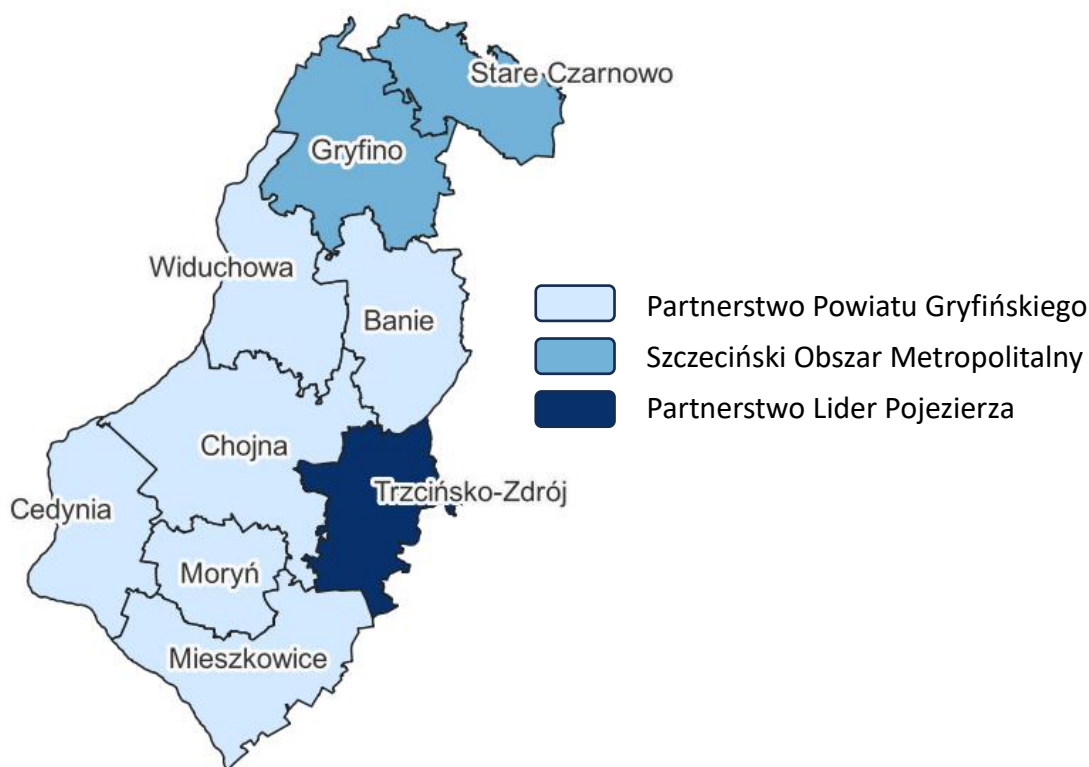 Stare Czarnowo
Gryfino
Widuchowa
Banie
Chojna
Trzcińsko-Zdrój
Cedynia
Moryń
Mieszkowice
Partnerstwo Powiatu Gryfińskiego
Szczeciński Obszar Metropolitalny
Partnerstwo Lider Pojezierza